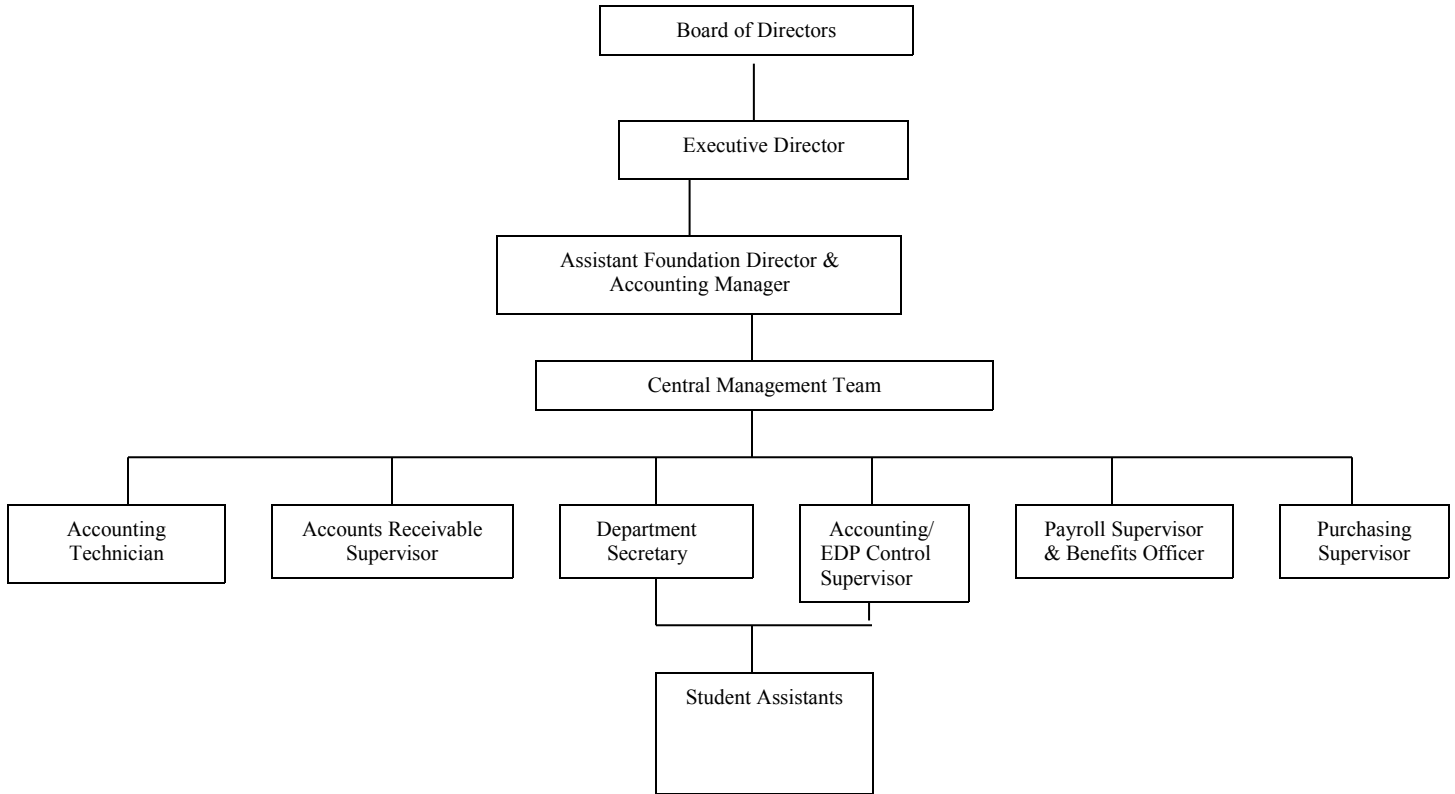 Board of Directors
Executive Director
Assistant Foundation Director &
Accounting Manager
Central Management Team
Accounting
Technician
Accounts Receivable
Supervisor
Department
Secretary
Accounting/
EDP Control
Supervisor
Payroll Supervisor
& Benefits Officer
Purchasing
Supervisor
Student Assistants